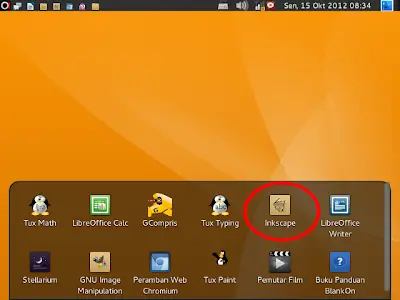 Sen, 15 Okt 2012 08:34
Tux Math LibreOffice Calc GCompris Tux Typing Inkscape LibreOffice
Writer
Stellarium GNU Image Peramban Web Tux Paint Pemutar Film Buku Panduan
Manipulation Chromium BlankOn